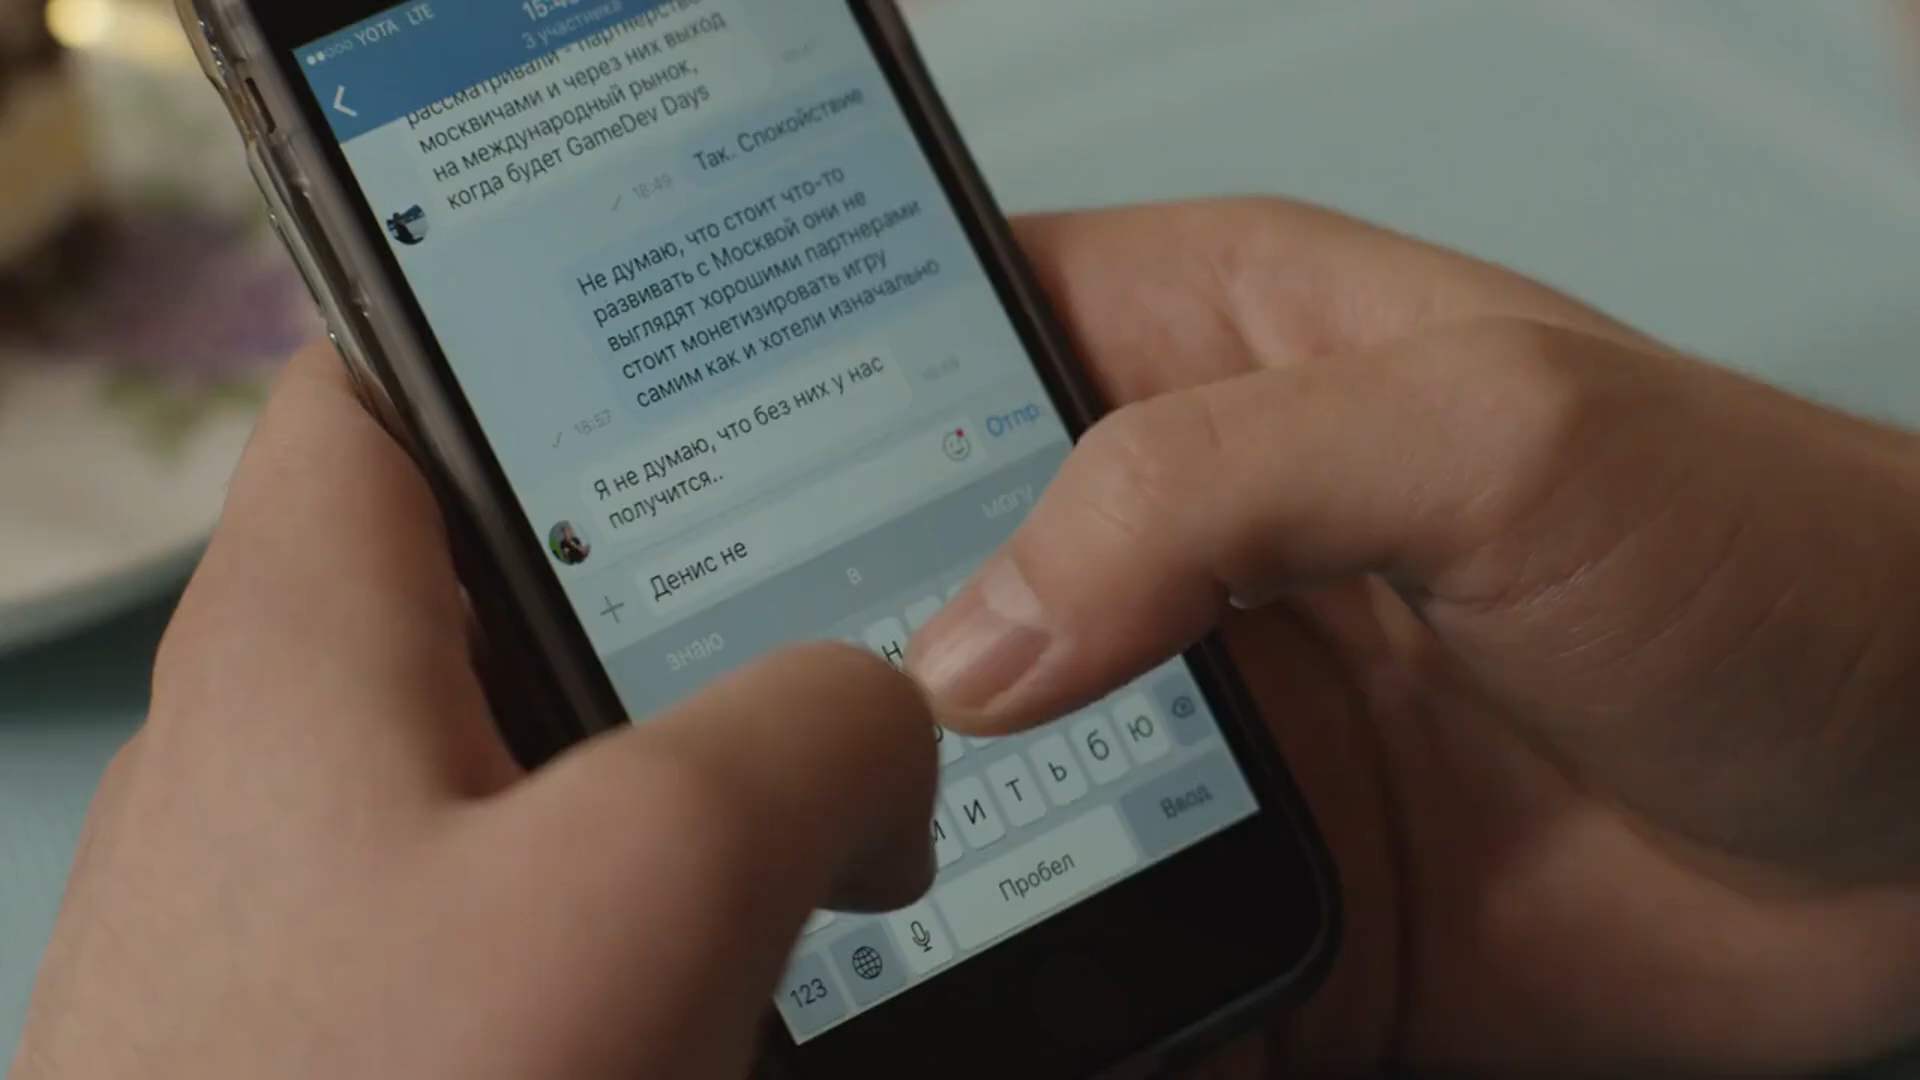 YOTA LTE
3 участника
рассматривали - партнерство
москвичами и через них выход
на международный рынок,
когда будет GameDev Days
Так. Спокойствие
18:49
Не думаю, что стоит что-то
развивать с Москвой они не
выглядят хорошими партнерами
стоит монетизировать игру
самим как и хотели изначально
18:57
Я не думаю, что без них у нас
получится..
Отпр
Денис не
знаю в могу
Н
М И Т Ь Б Ю
123 Пробел Ввод